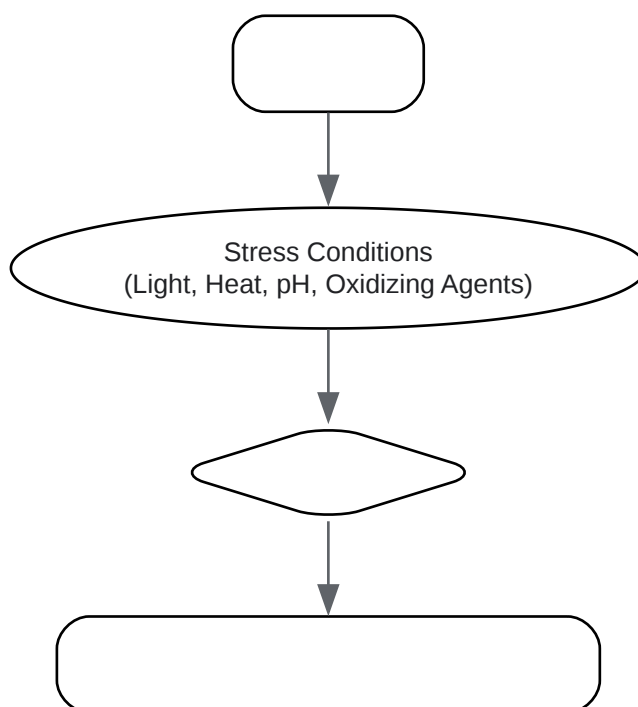 Stress Conditions
(Light, Heat, pH, Oxidizing Agents)